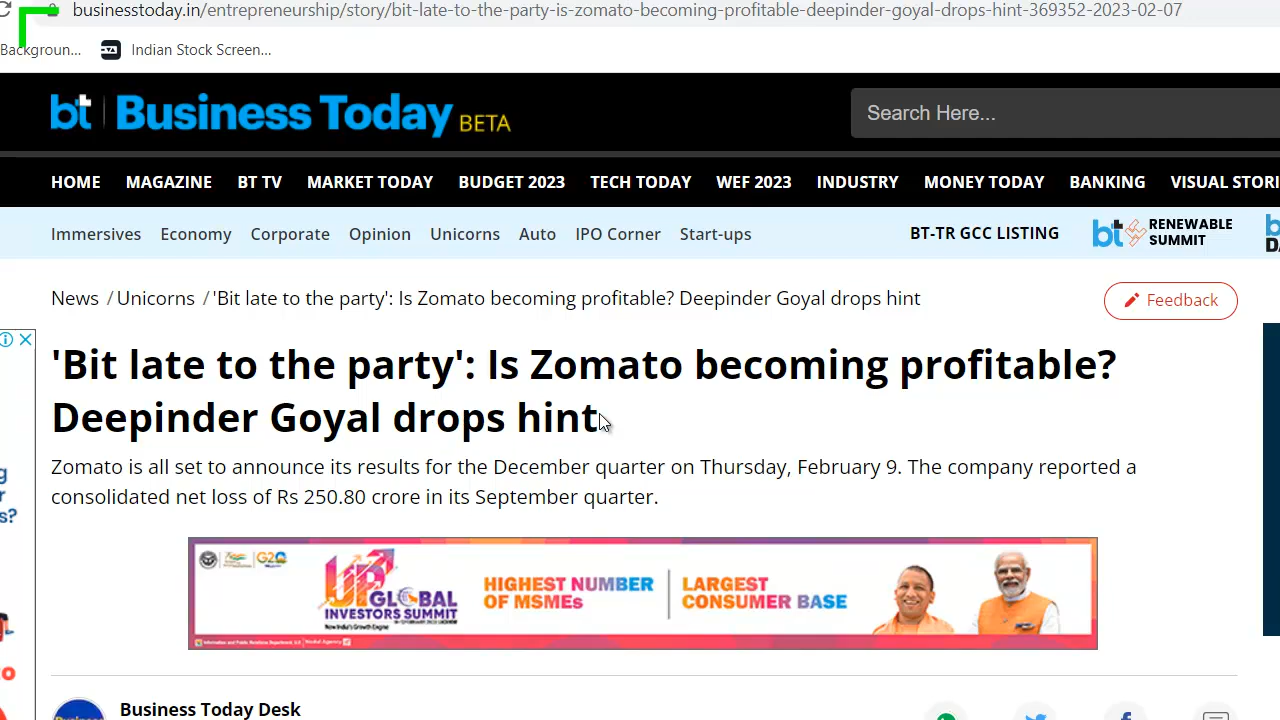 businesstoday.in/entrepreneurship/story/bit-late-to-the-party-is-zomato-becoming-profitable-deepinder-goyal-drops-hint-369352-2023-02-07
Backgroun... Indian Stock Screen...
bt Business Today BETA
Search Here...
HOME MAGAZINE BT TV MARKET TODAY BUDGET 2023 TECH TODAY WEF 2023 INDUSTRY MONEY TODAY BANKING VISUAL STORI
Immersives Economy Corporate Opinion Unicorns Auto IPO Corner Start-ups BT-TR GCC LISTING bt RENEWABLE SUMMIT
News / Unicorns / 'Bit late to the party': Is Zomato becoming profitable? Deepinder Goyal drops hint
Feedback
'Bit late to the party': Is Zomato becoming profitable?
Deepinder Goyal drops hint
Zomato is all set to announce its results for the December quarter on Thursday, February 9. The company reported a
consolidated net loss of Rs 250.80 crore in its September quarter.
G20
UP GLOBAL
INVESTORS SUMMIT
New India's Growth Engine
HIGHEST NUMBER
OF MSMEs
LARGEST
CONSUMER BASE
Business Today Desk